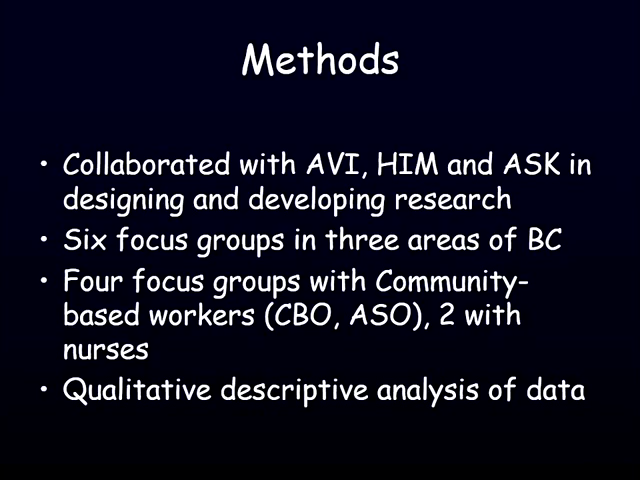 Methods
• Collaborated with AVI, HIM and ASK in
designing and developing research
• Six focus groups in three areas of BC
• Four focus groups with Community-
based workers (CBO, ASO), 2 with
nurses
• Qualitative descriptive analysis of data